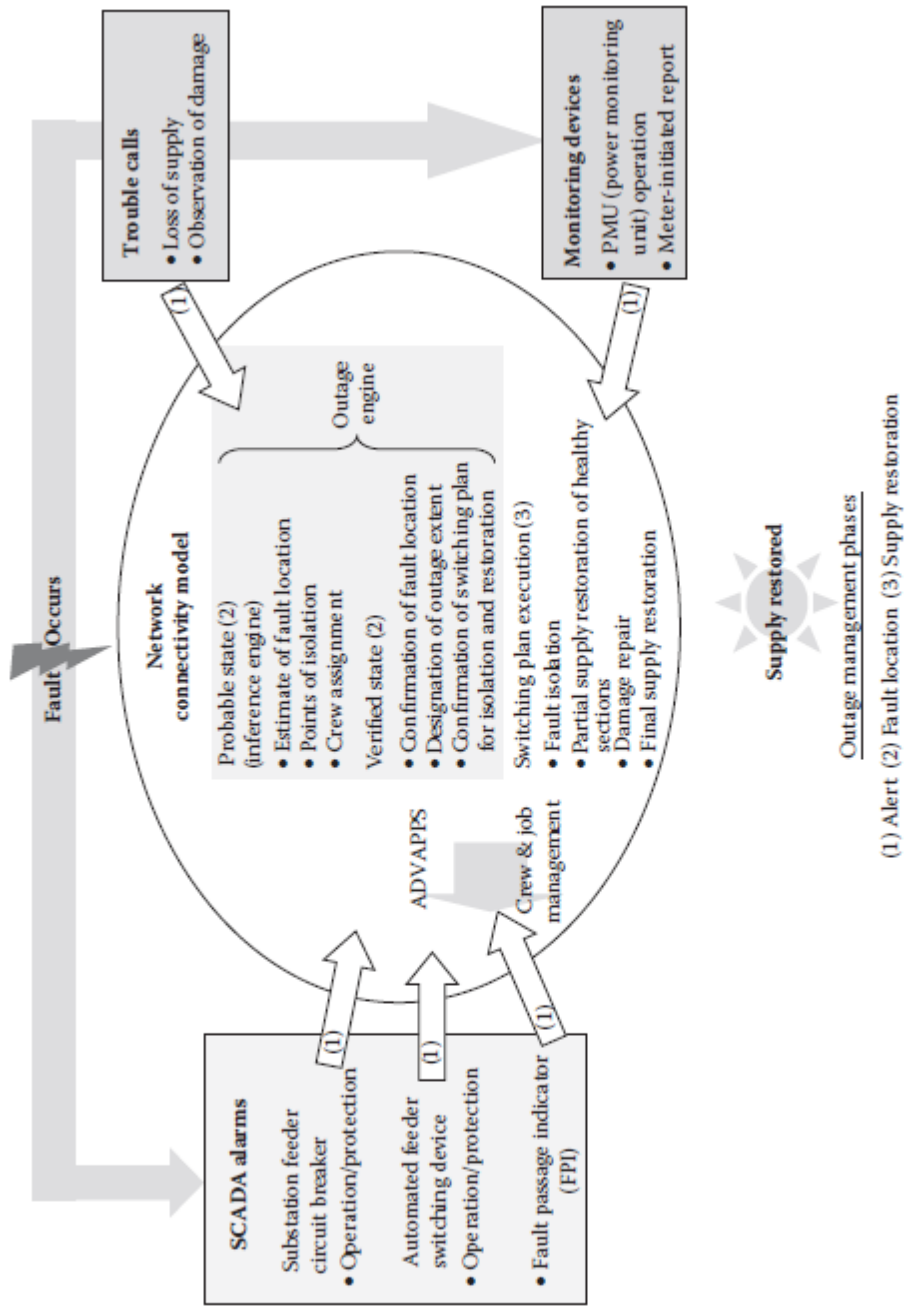 Fault Occurs
SCADA alarms
Substation feeder
circuit breaker
• Operation/protection
Automated feeder
switching device
• Operation/protection
• Fault passage indicator
(FPI)
(1)
(1)
(1)
Network
connectivity model
Probable state (2)
(inference engine)
• Estimate of fault location
• Points of isolation
• Crew assignment
Verified state (2)
• Confirmation of fault location
• Designation of outage extent
• Confirmation of switching plan
for isolation and restoration
Outage
engine
ADVAPPS
Crew & job
management
Switching plan execution (3)
• Fault isolation
• Partial supply restoration of healthy
sections
• Damage repair
• Final supply restoration
Trouble calls
• Loss of supply
• Observation of damage
(1)
Monitoring devices
• PMU (power monitoring
unit) operation
• Meter-initiated report
(1)
Supply restored
Outage management phases
(1) Alert (2) Fault location (3) Supply restoration